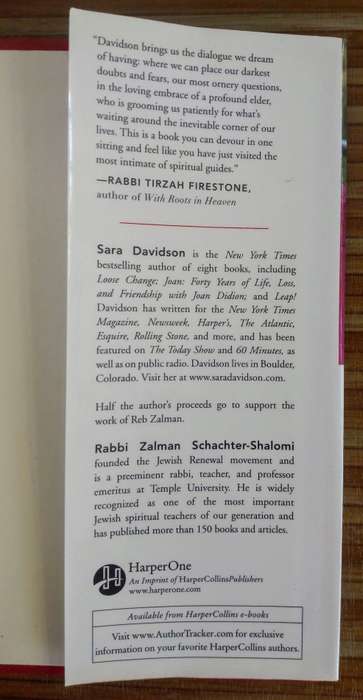 "Davidson brings us the dialogue we dream
of having: where we can place our darkest
doubts and fears, our most ornery questions,
in the loving embrace of a profound elder,
who is grooming us patiently for what's
waiting around the inevitable corner of our
lives. This is a book you can devour in one
sitting and feel like you have just visited the
most intimate of spiritual guides."
—RABBI TIRZAH FIRESTONE,
author of With Roots in Heaven
Sara Davidson is the New York Times
bestselling author of eight books, including
Loose Change; Joan: Forty Years of Life, Loss,
and Friendship with Joan Didion; and Leap!
Davidson has written for the New York Times
Magazine, Newsweek, Harper's, The Atlantic,
Esquire, Rolling Stone, and more, and has been
featured on The Today Show and 60 Minutes, as
well as on public radio. Davidson lives in Boulder,
Colorado. Visit her at www.saradavidson.com.
Half the author's proceeds go to support the
work of Reb Zalman.
Rabbi Zalman Schachter-Shalomi
founded the Jewish Renewal movement and
is a preeminent rabbi, teacher, and professor
emeritus at Temple University. He is widely
recognized as one of the most important
Jewish spiritual teachers of our generation and
has published more than 150 books and articles.
HarperOne
An Imprint of HarperCollinsPublishers
www.harperone.com
Available from HarperCollins e-books
Visit www.AuthorTracker.com for exclusive
information on your favorite HarperCollins authors.